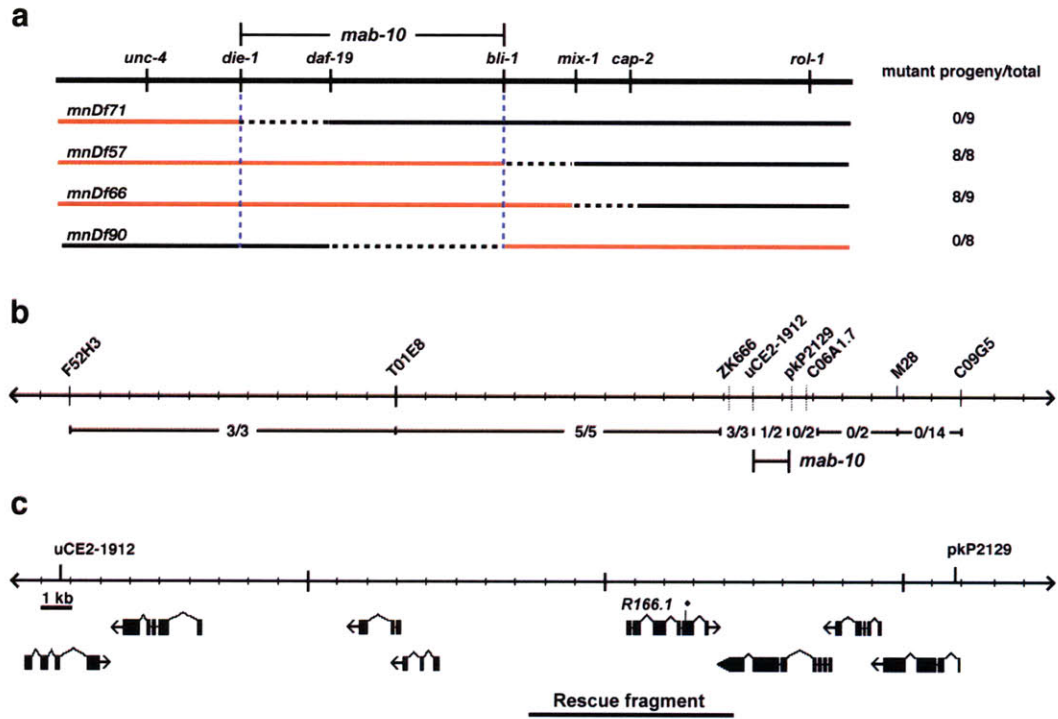 a
mab-10
unc-4 die-1 daf-19 bli-1 mix-1 cap-2 rol-1
mutant progeny/total
mnDf71 0/9
mnDf57 8/8
mnDf66 8/9
mnDf90 0/8
b
F52H3 T01E8 ZK666 uCE2-1912 pkP2129 C06A1.7 M28 C09G5
3/3 5/5 3/3 1/2 0/2 0/2 0/14
mab-10
c
uCE2-1912 pkP2129
1 kb
R166.1
Rescue fragment